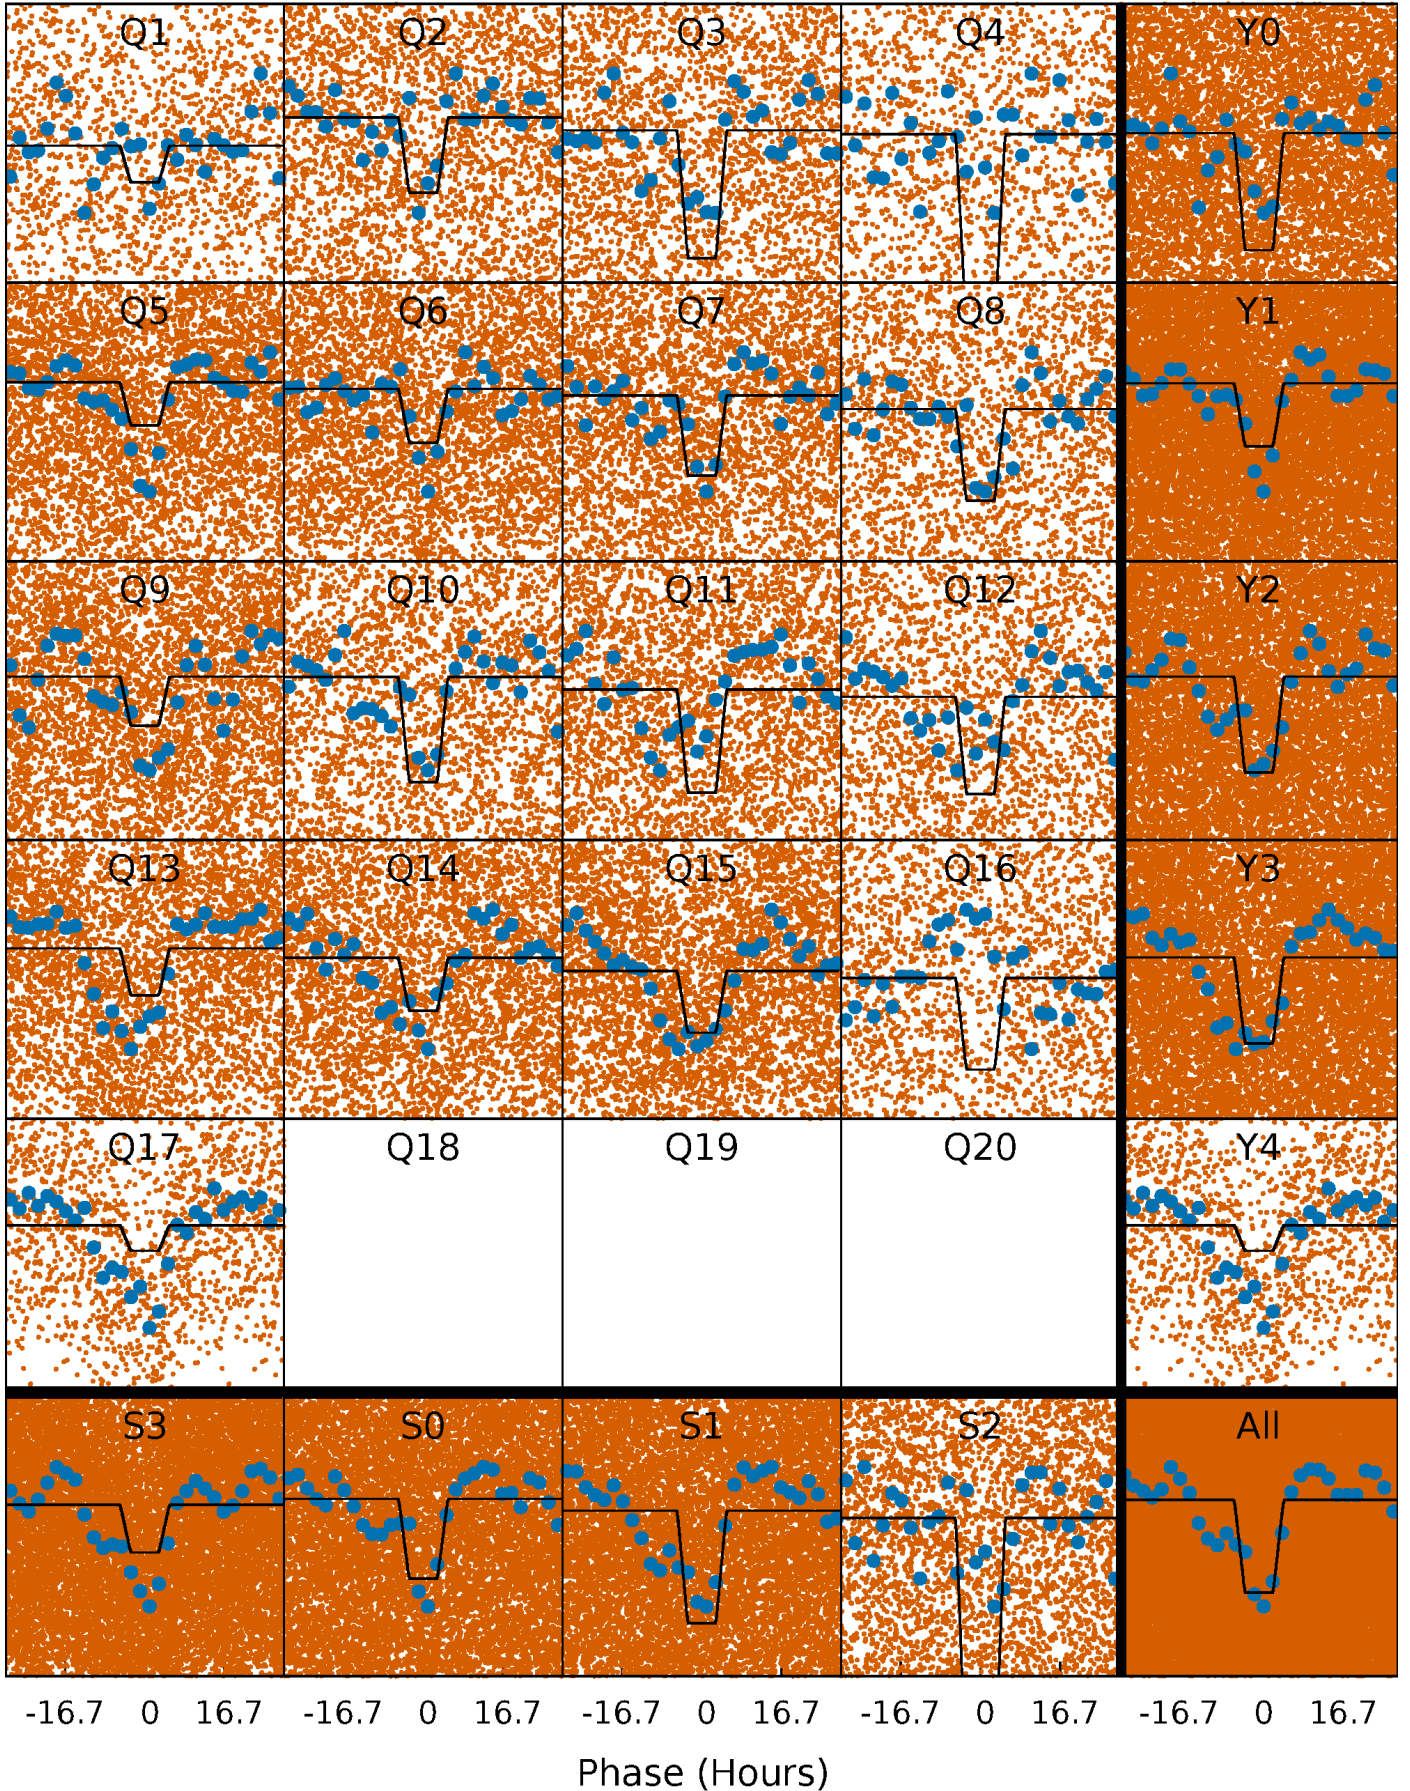 Q1 Q2 Q3 Q4 Y0
Q5 Q6 Q7 Q8 Y1
Q9 Q10 Q11 Q12 Y2
Q13 Q14 Q15 Q16 Y3
Q17 Q18 Q19 Q20 Y4
S3 S0 S1 S2 All
-16.7 0 16.7 -16.7 0 16.7 -16.7 0 16.7 -16.7 0 16.7 -16.7 0 16.7
Phase (Hours)